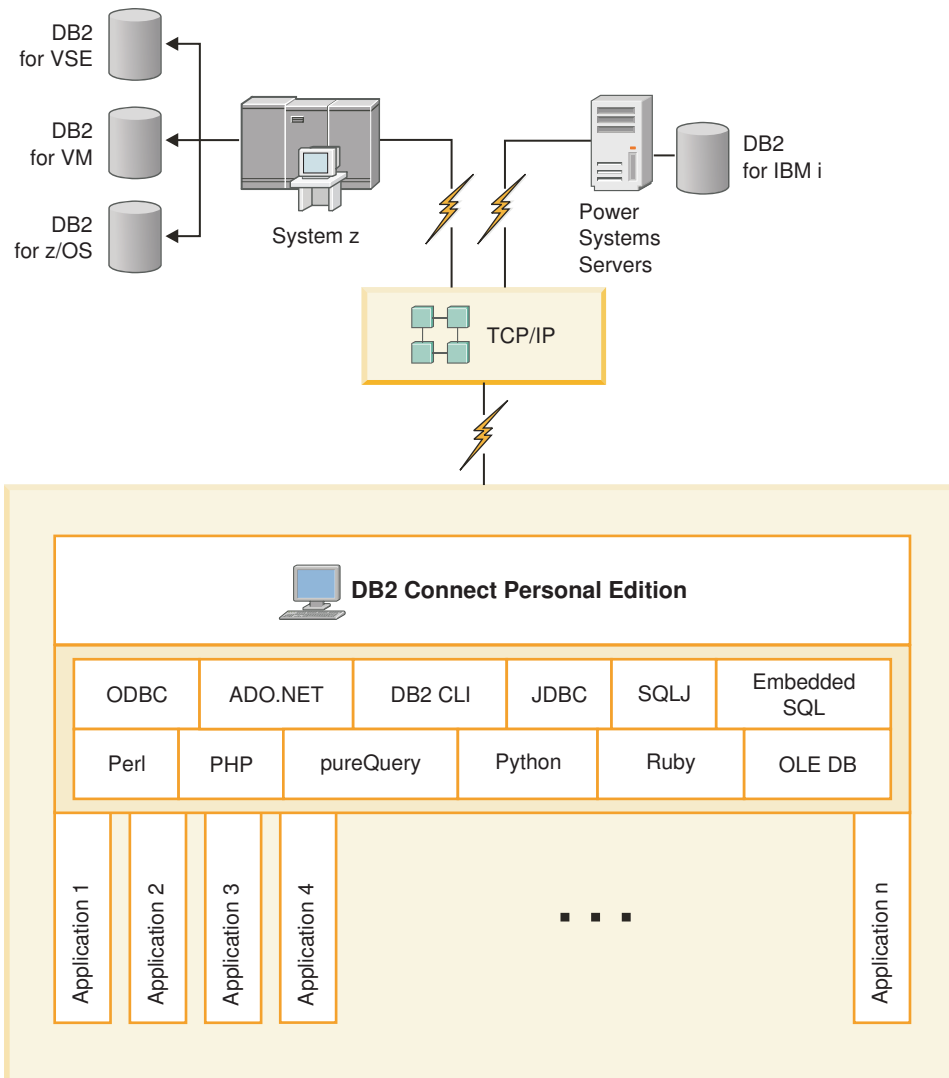 DB2
for VSE
DB2
for VM
DB2
for z/OS
System z
Power
Systems
Servers
DB2
for IBM i
TCP/IP
DB2 Connect Personal Edition
ODBC
ADO.NET
DB2 CLI
JDBC
SQLJ
Embedded
SQL
Perl
PHP
pureQuery
Python
Ruby
OLE DB
Application 1
Application 2
Application 3
Application 4
. . .
Application n